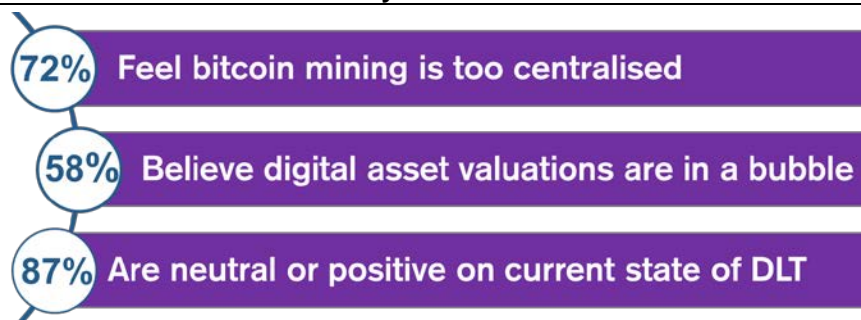 72% Feel bitcoin mining is too centralised
58% Believe digital asset valuations are in a bubble
87% Are neutral or positive on current state of DLT